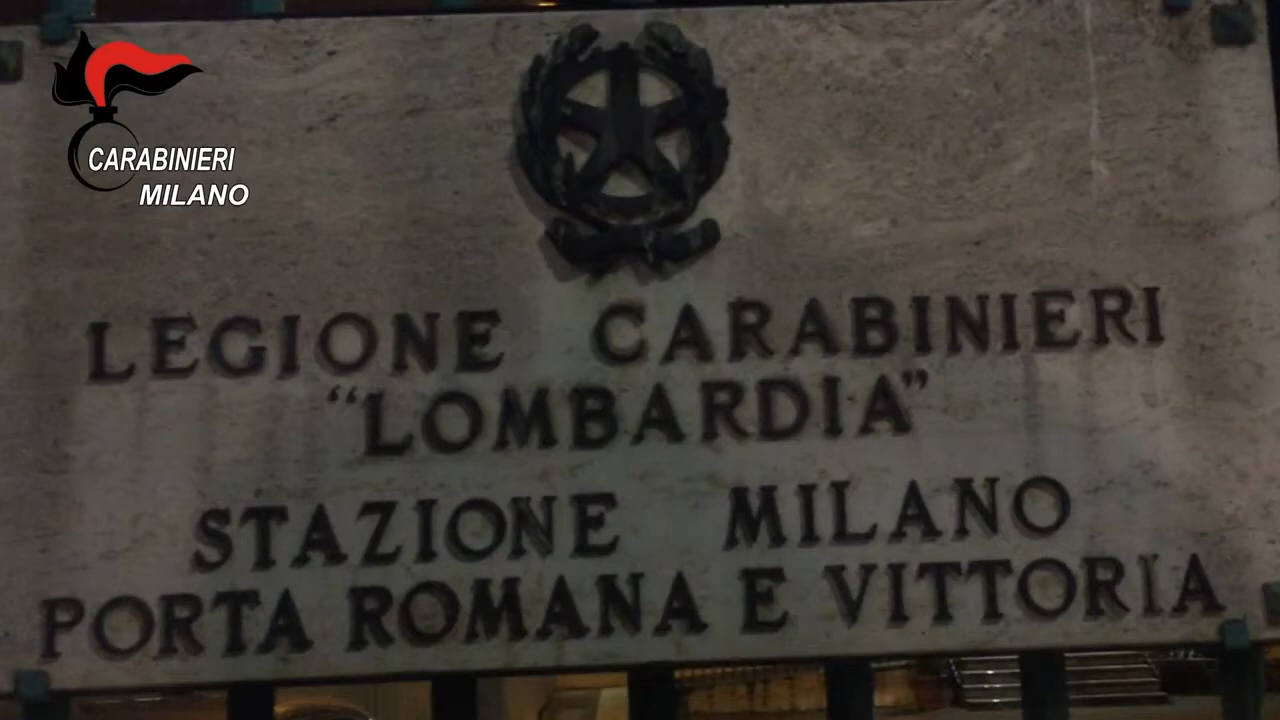 CARABINIERI
MILANO
LEGIONE CARABINIERI
“LOMBARDIA”
STAZIONE MILANO
PORTA ROMANA E VITTORIA